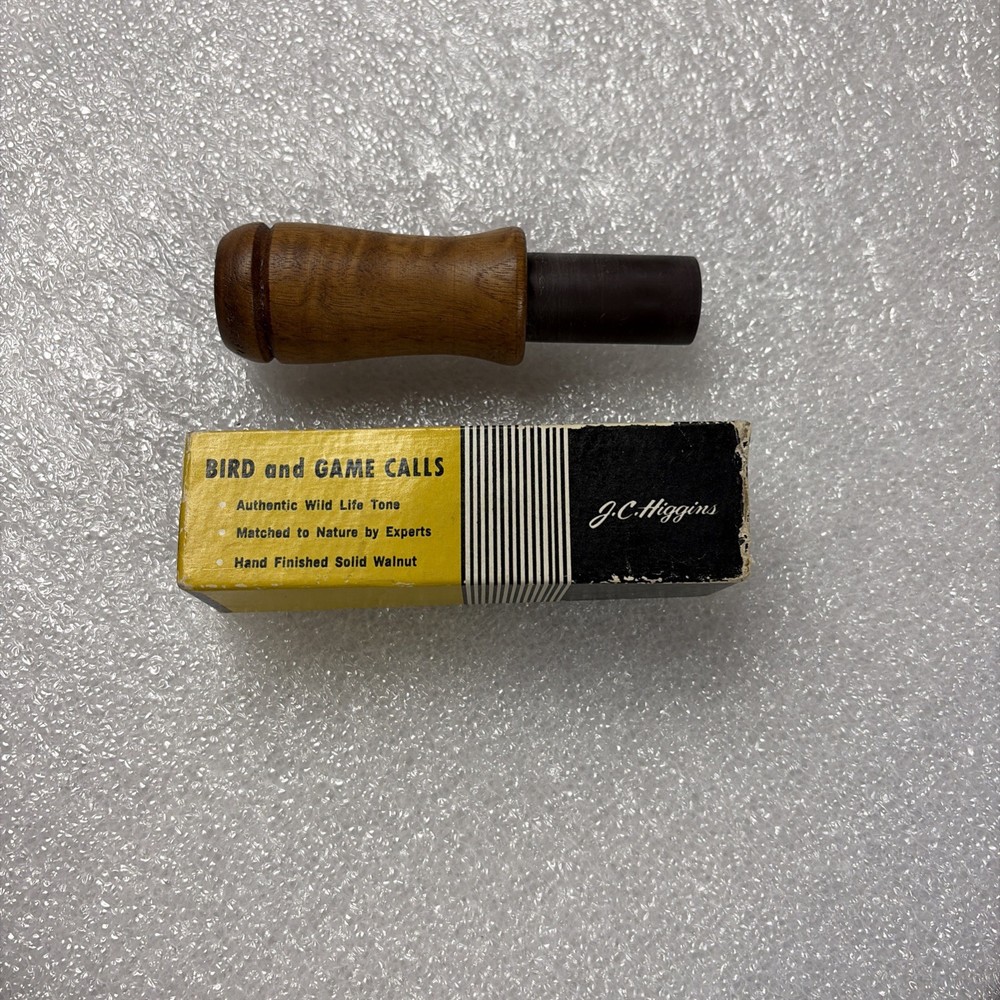 BIRD and GAME CALLS
• Authentic Wild Life Tone
• Matched to Nature by Experts
• Hand Finished Solid Walnut
J.C.Higgins